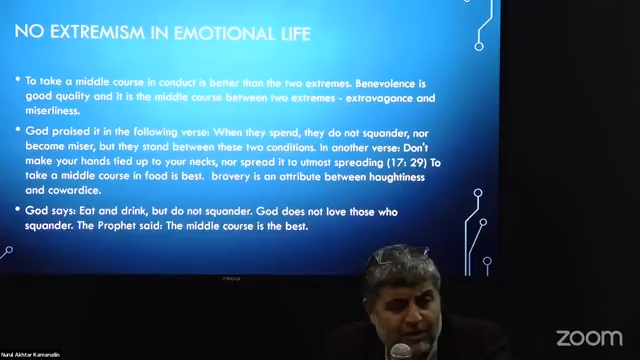 NO EXTREMISM IN EMOTIONAL LIFE
• To take a middle course in conduct is better than the two extremes. Benevolence is
good quality and it is the middle course between two extremes - extravagance and
miserliness.
• God praised it in the following verse: When they spend, they do not squander, nor
become miser, but they stand between these two conditions. In another verse: Don't
make your hands tied up to your necks, nor spread it to utmost spreading (17: 29) To
take a middle course in food is best. bravery is an attribute between haughtiness
and cowardice.
• God says: Eat and drink, but do not squander. God does not love those who
squander. The Prophet said: The middle course is the best.
Nurul Akhtar Kamarudin
zoom